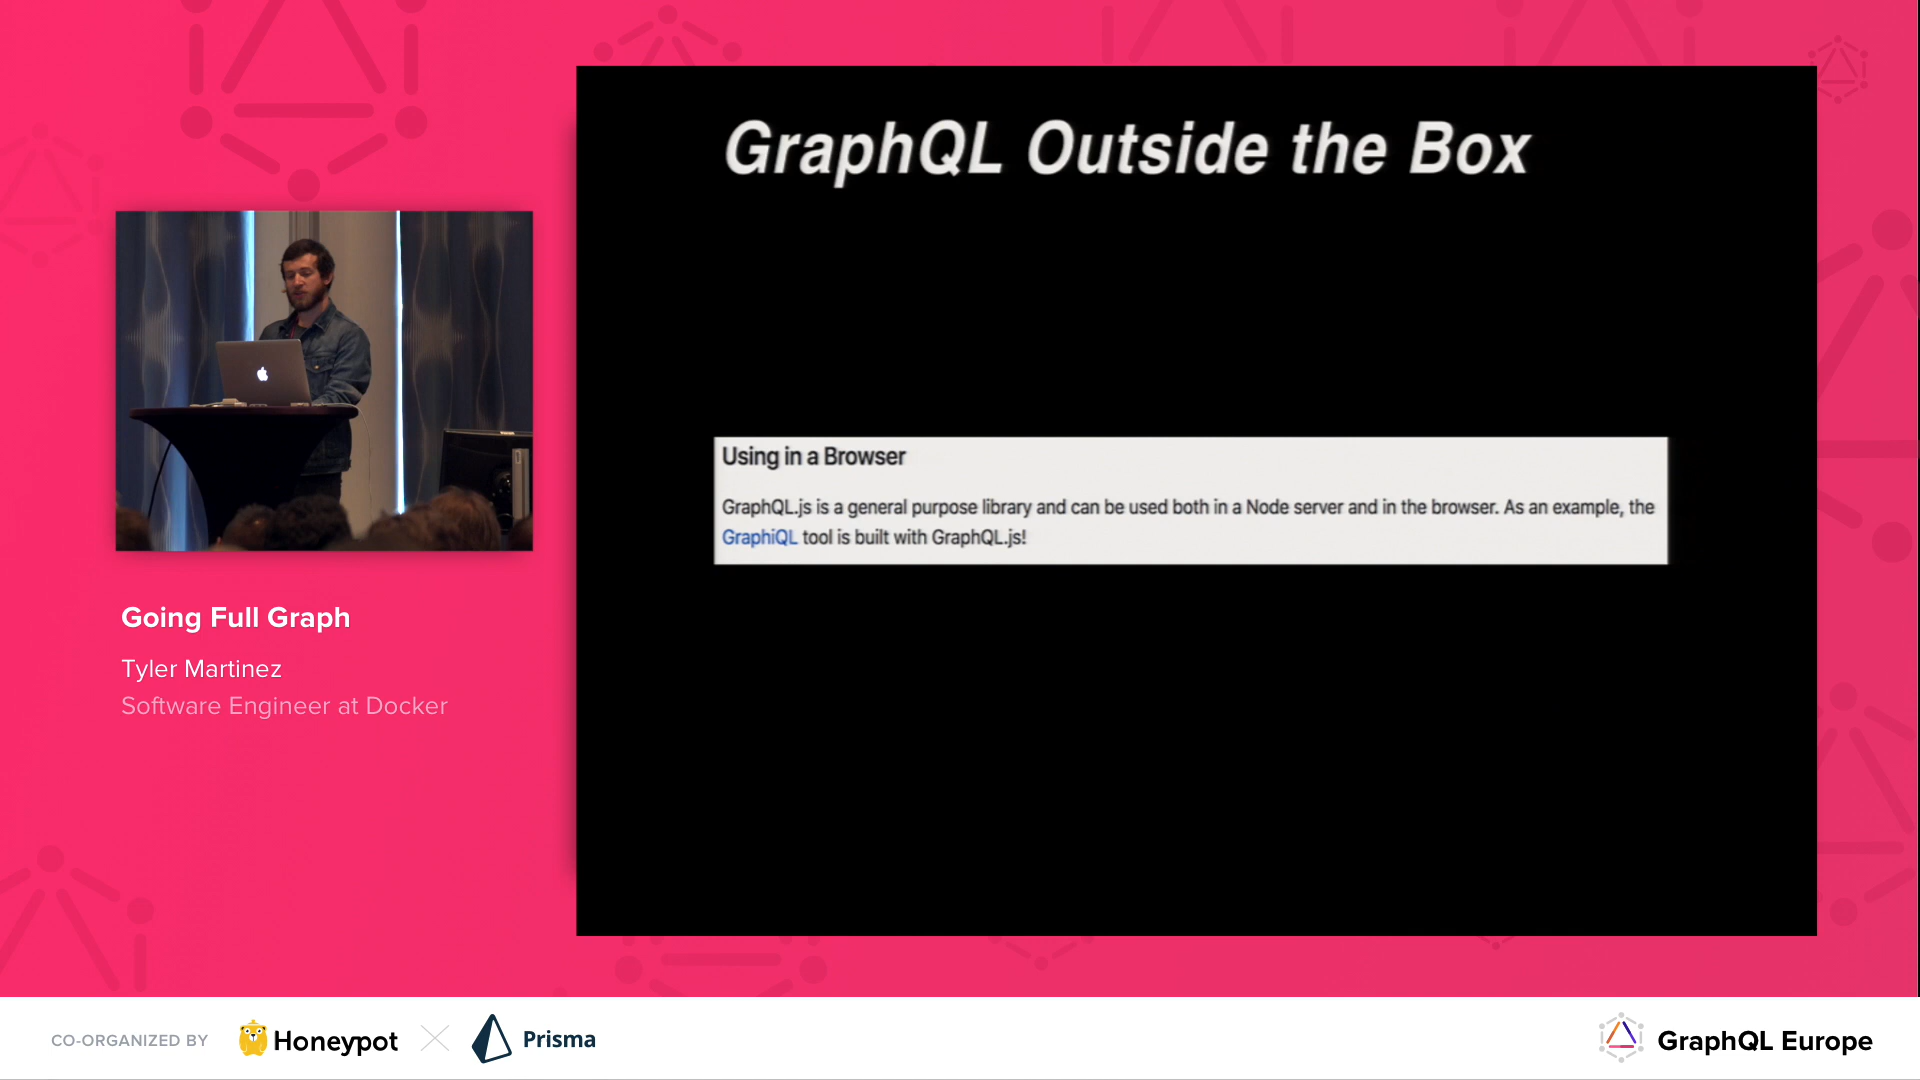 GraphQL Outside the Box
Using in a Browser
GraphQL.js is a general purpose library and can be used both in a Node server and in the browser. As an example, the
GraphiQL tool is built with GraphQL.js!
Going Full Graph
Tyler Martinez
Software Engineer at Docker
CO-ORGANIZED BY
Honeypot
Prisma
GraphQL Europe